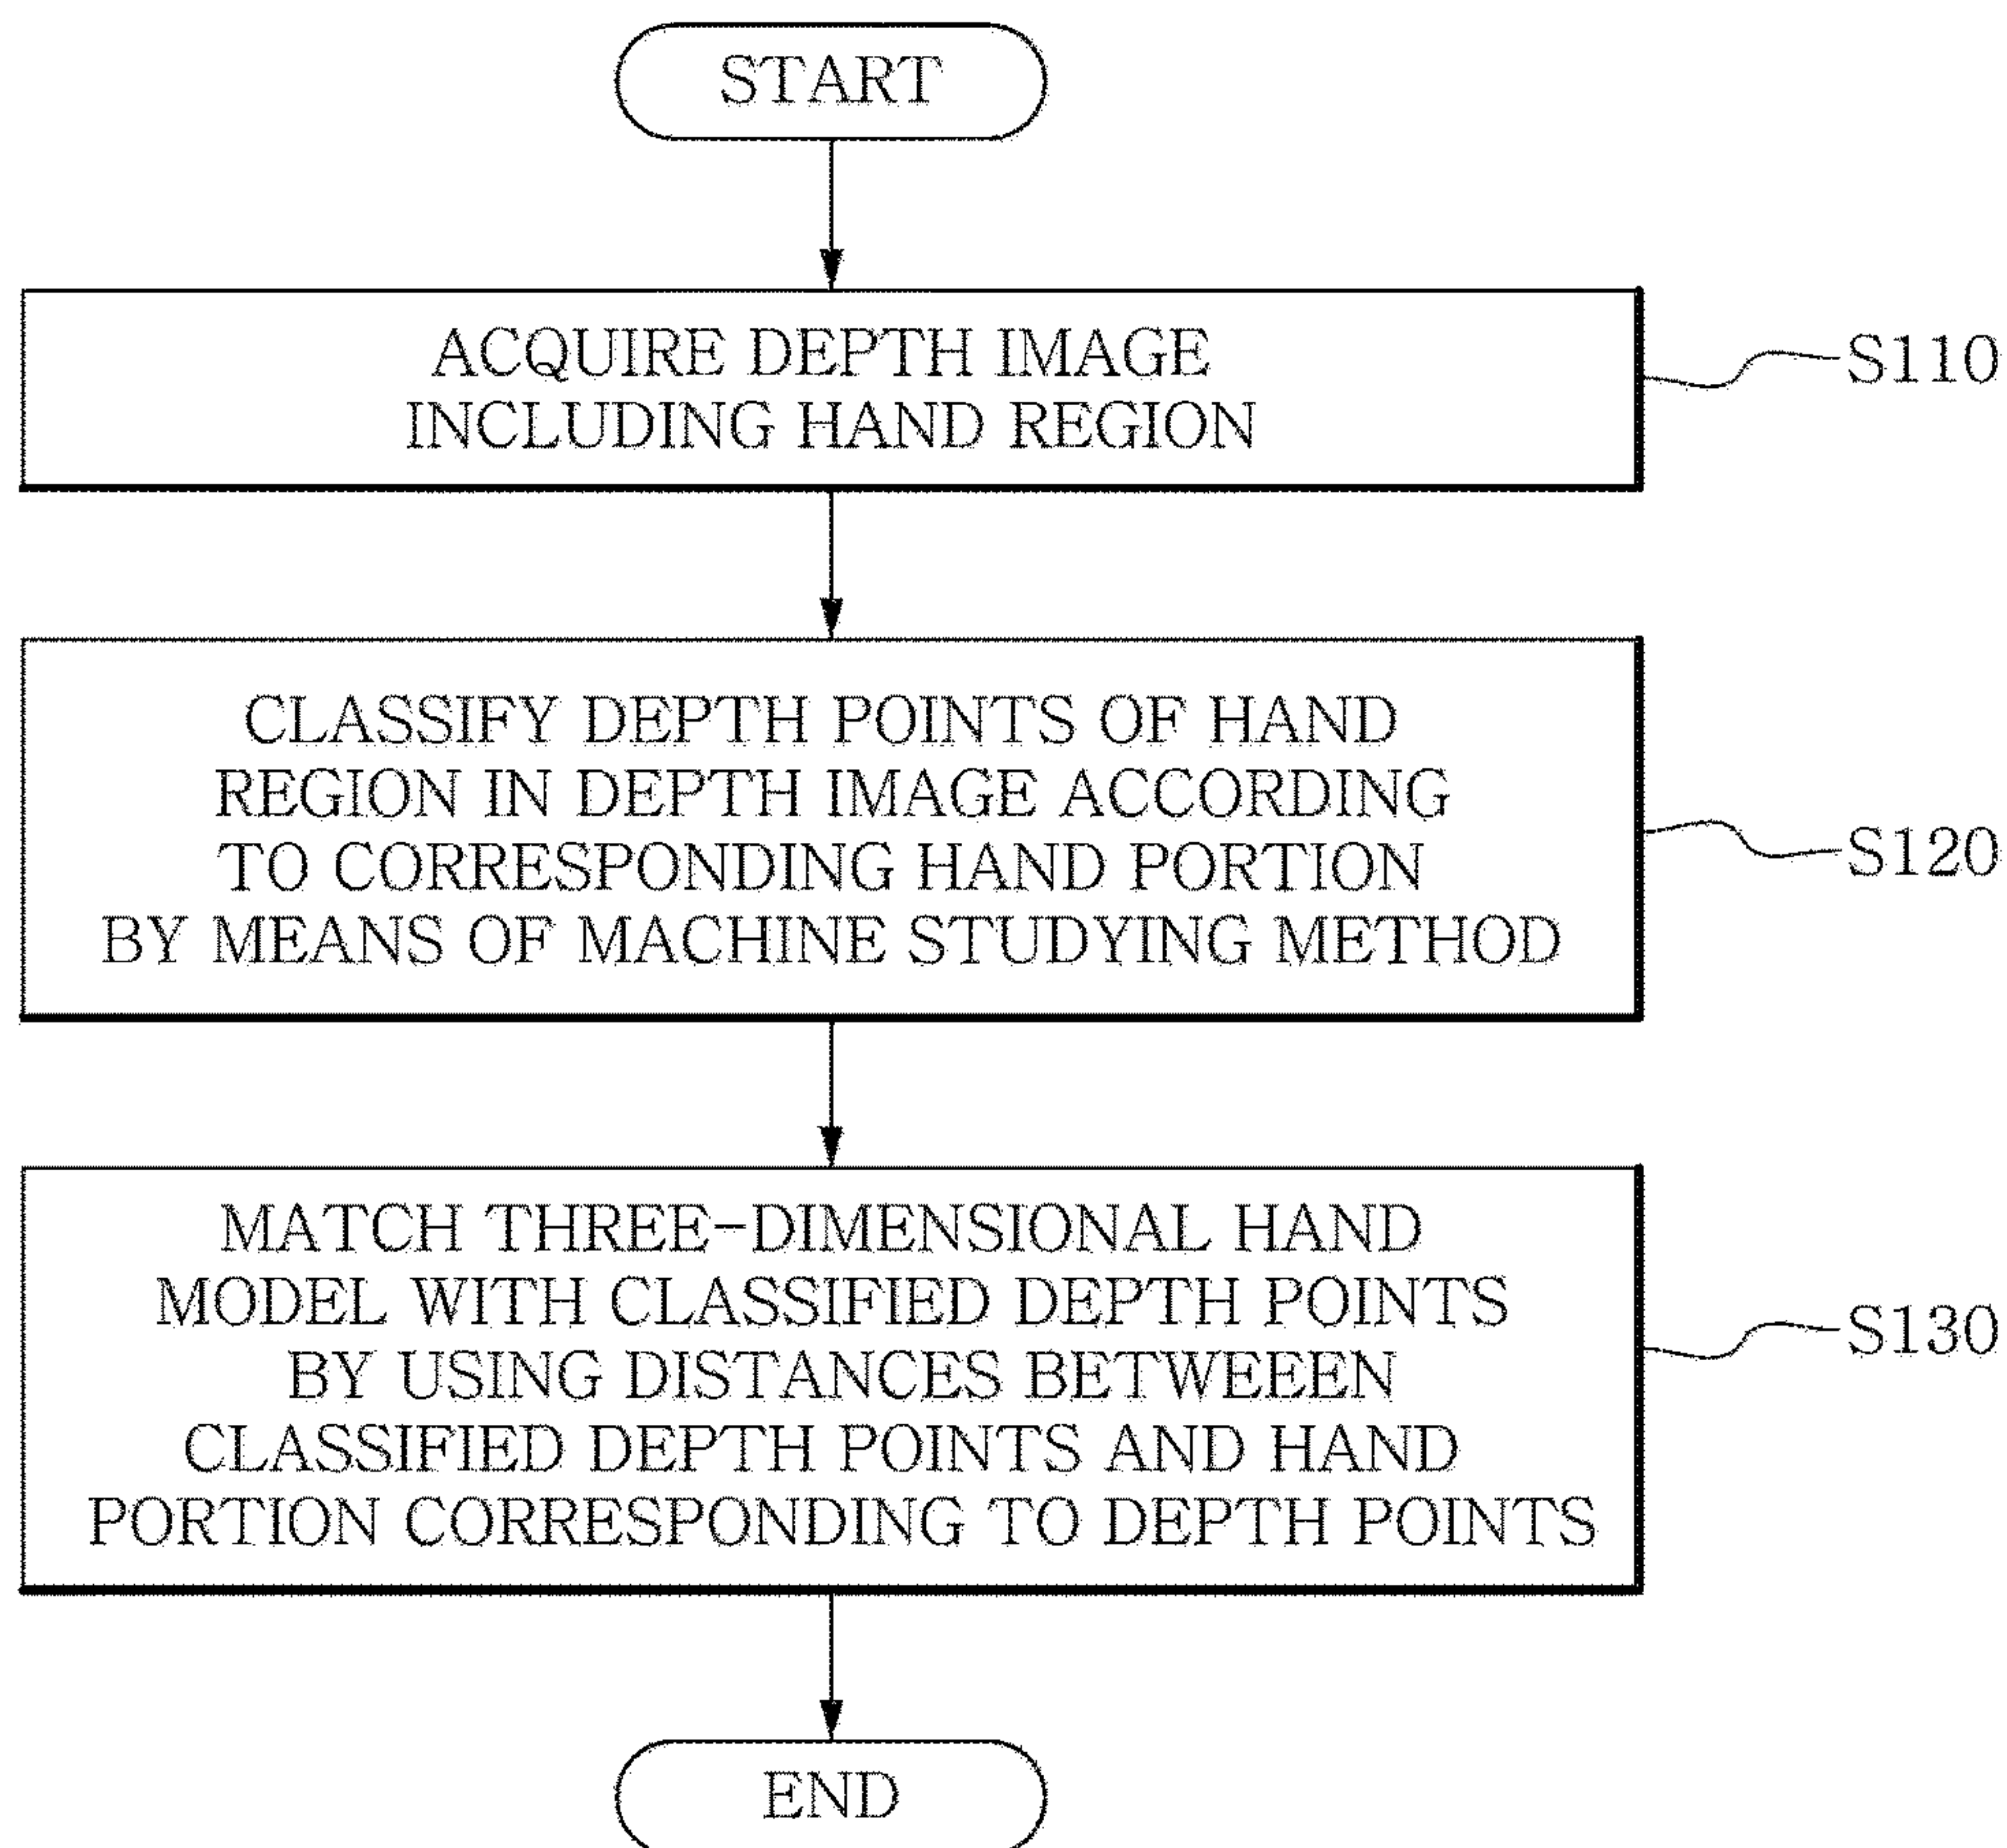 START
ACQUIRE DEPTH IMAGE
INCLUDING HAND REGION
S110
CLASSIFY DEPTH POINTS OF HAND
REGION IN DEPTH IMAGE ACCORDING
TO CORRESPONDING HAND PORTION
BY MEANS OF MACHINE STUDYING METHOD
S120
MATCH THREE-DIMENSIONAL HAND
MODEL WITH CLASSIFIED DEPTH POINTS
BY USING DISTANCES BETWEEEN
CLASSIFIED DEPTH POINTS AND HAND
PORTION CORRESPONDING TO DEPTH POINTS
S130
END